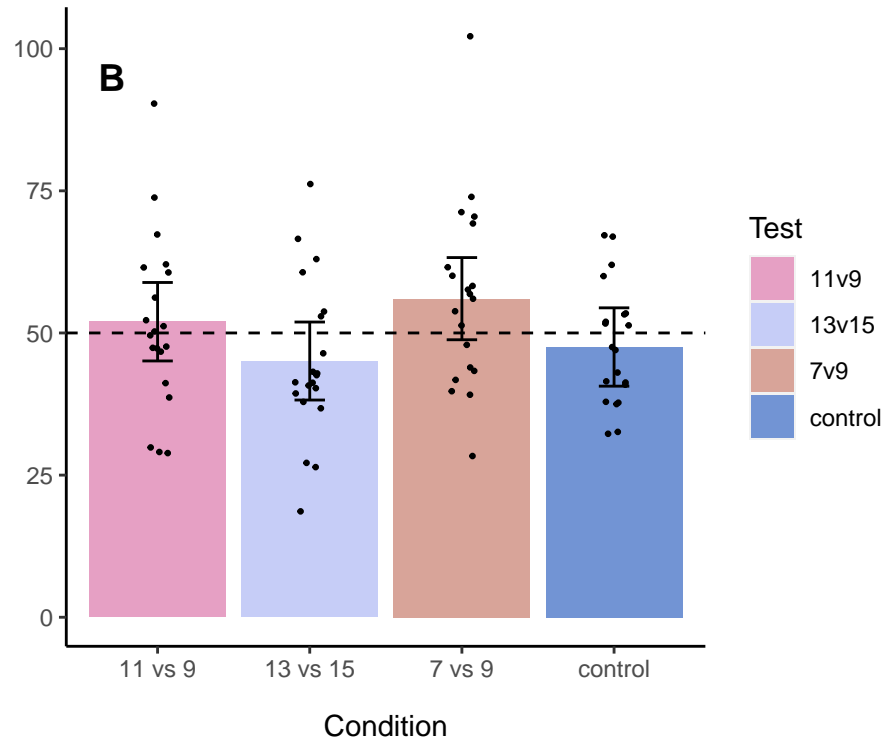 B
100
75
50
25
0
11 vs 9
13 vs 15
7 vs 9
control
Condition
Test
11v9
13v15
7v9
control